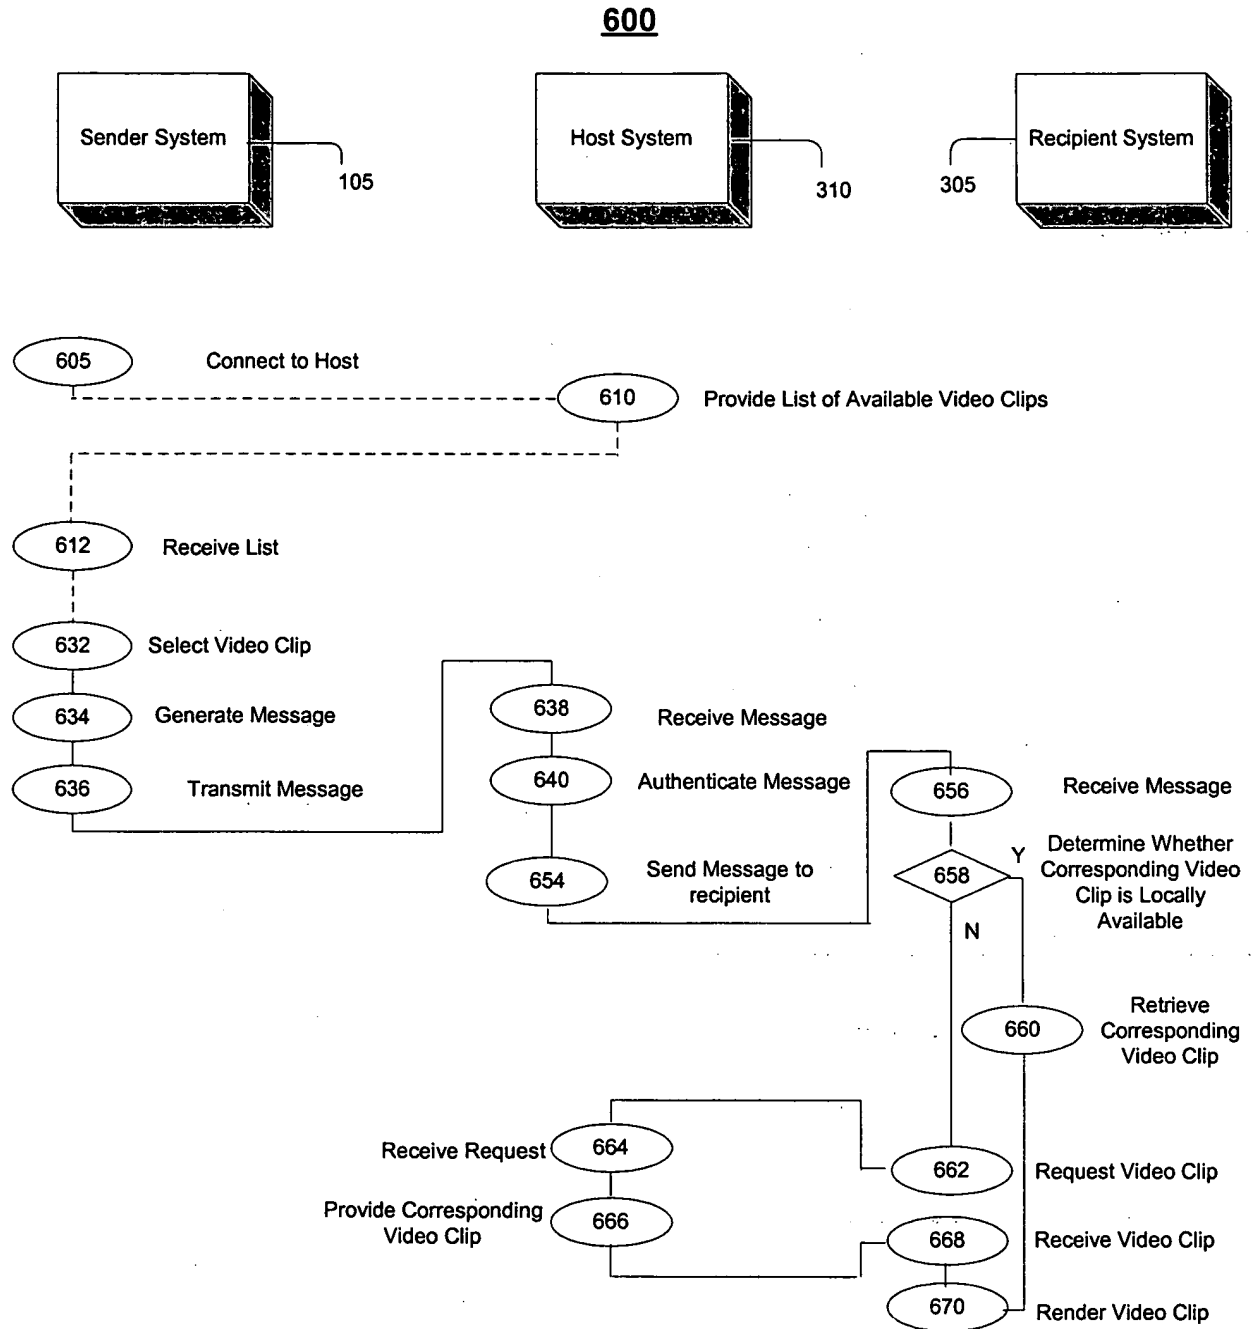 600
Sender System
Host System
Recipient System
105
310
305
605
Connect to Host
610
Provide List of Available Video Clips
612
Receive List
632
Select Video Clip
634
Generate Message
636
Transmit Message
638
Receive Message
640
Authenticate Message
654
Send Message to
recipient
656
Receive Message
658
Y
N
Determine Whether
Corresponding Video
Clip is Locally
Available
660
Retrieve
Corresponding
Video Clip
Receive Request
664
662
Request Video Clip
Provide Corresponding
Video Clip
666
668
Receive Video Clip
670
Render Video Clip